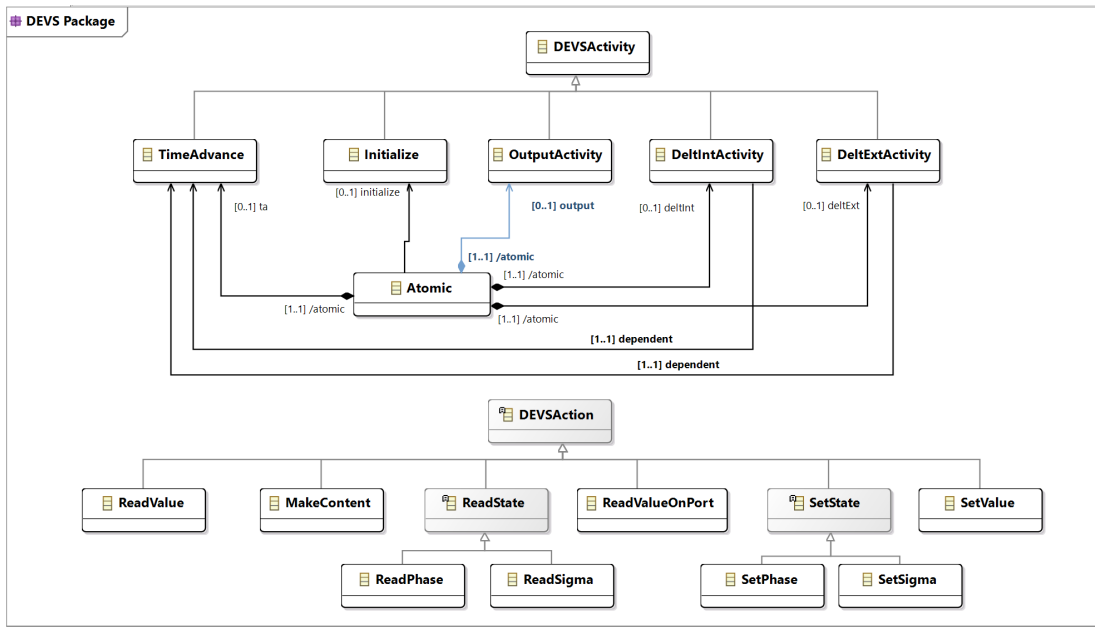 DEVS Package
DEVSActivity
TimeAdvance
Initialize
OutputActivity
DeltIntActivity
DeltExtActivity
[0..1] ta
[0..1] initialize
[0..1] output
[0..1] deltInt
[0..1] deltExt
[1..1] /atomic
[1..1] /atomic
Atomic
[1..1] /atomic
[1..1] /atomic
[1..1] dependent
[1..1] dependent
DEVSAction
ReadValue
MakeContent
ReadState
ReadValueOnPort
SetState
SetValue
ReadPhase
ReadSigma
SetPhase
SetSigma